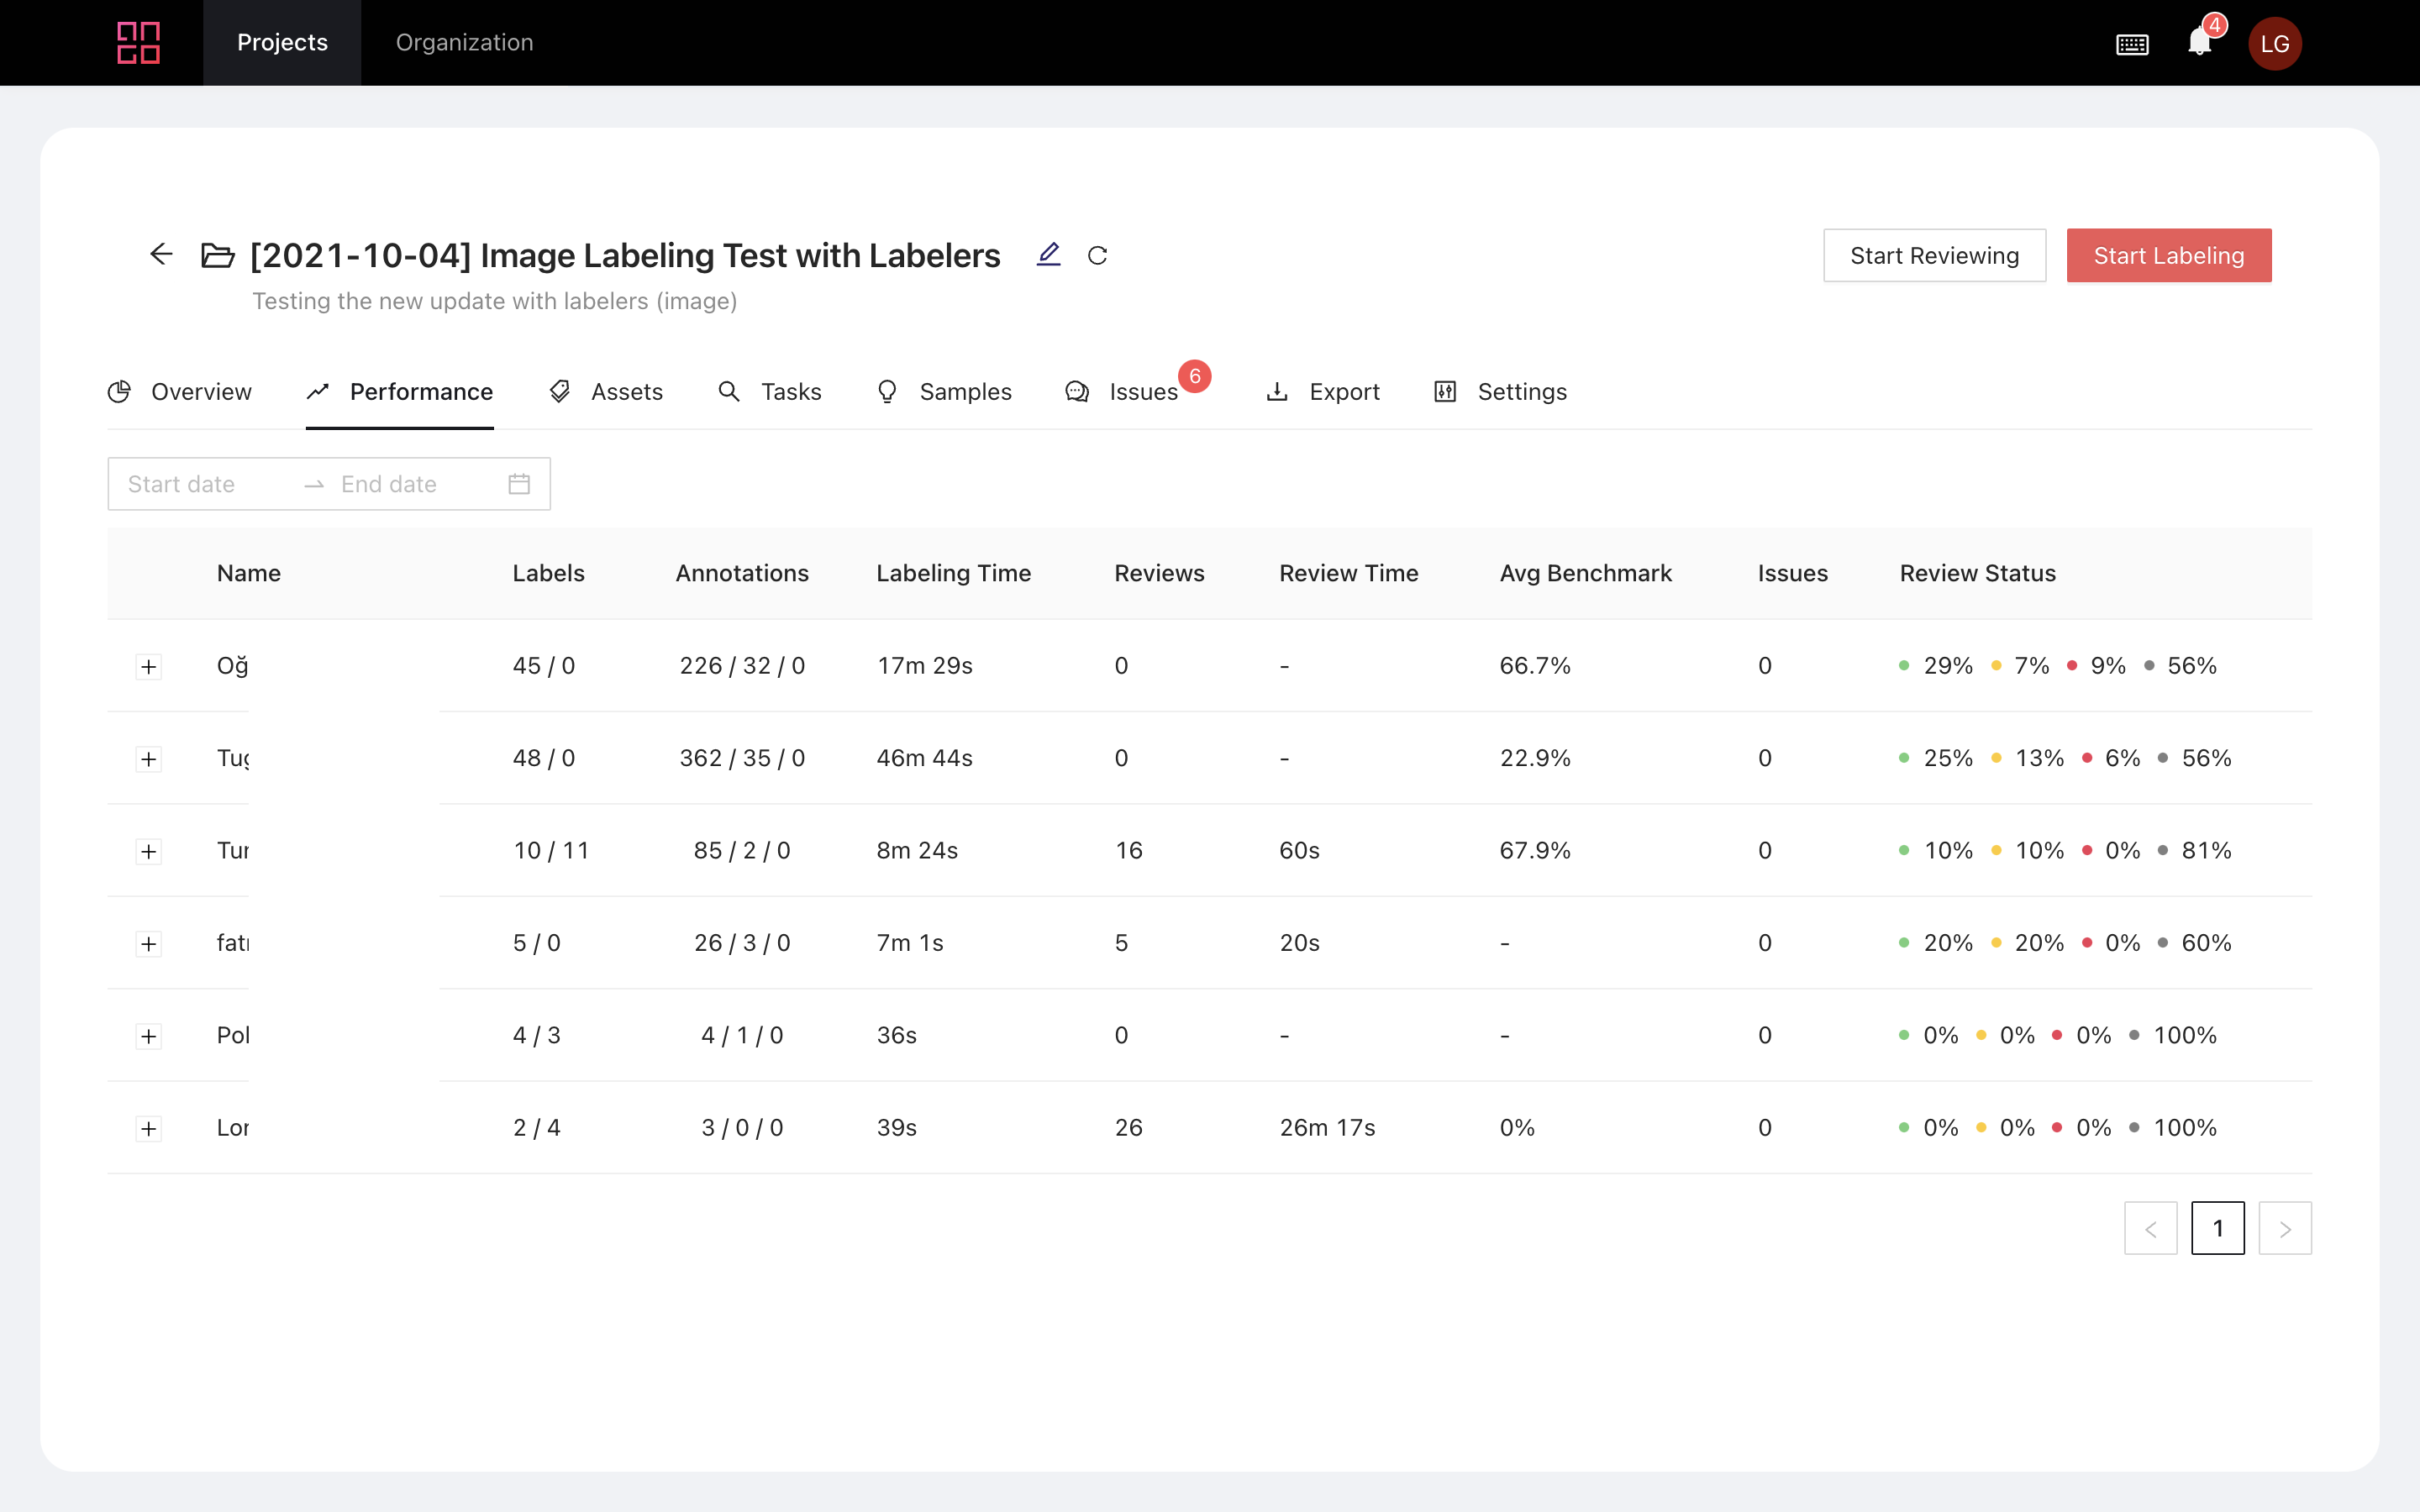 Projects Organization 4 LG
[2021-10-04] Image Labeling Test with Labelers Start Reviewing Start Labeling
Testing the new update with labelers (image)
Overview Performance Assets Tasks Samples Issues 6 Export Settings
Start date End date
Name Labels Annotations Labeling Time Reviews Review Time Avg Benchmark Issues Review Status
Oğ 45 / 0 226 / 32 / 0 17m 29s 0 - 66.7% 0 29% 7% 9% 56%
48 / 0 362 / 35 / 0 46m 44s 0 - 22.9% 0 25% 13% 6% 56%
10 / 11 85 / 2 / 0 8m 24s 16 60s 67.9% 0 10% 10% 0% 81%
5 / 0 26 / 3 / 0 7m 1s 5 20s - 0 20% 20% 0% 60%
4 / 3 4 / 1 / 0 36s 0 - - 0 0% 0% 0% 100%
2 / 4 3 / 0 / 0 39s 26 26m 17s 0% 0 0% 0% 0% 100%
1